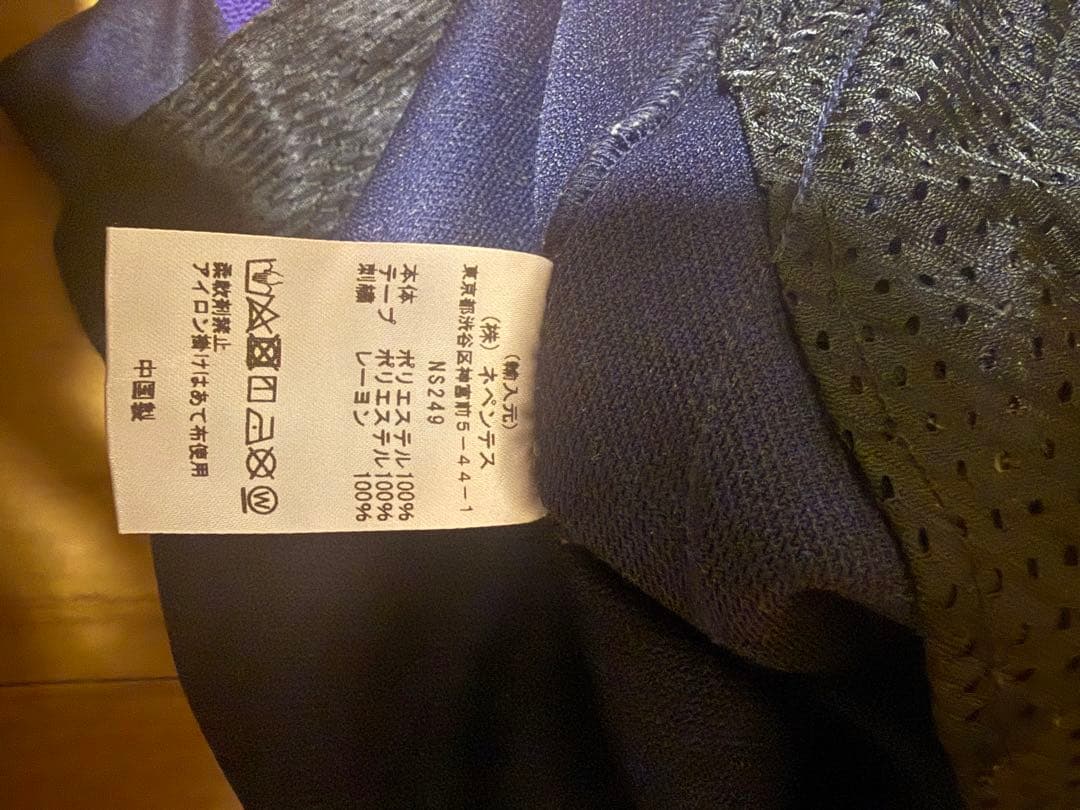 (輸入元)
(株) ネペンテス
東京都渋谷区神宮前5-44-1
NS249
本体 ポリエステル100%
テープ ポリエステル100%
刺繍 レーヨン 100%
W
柔軟剤禁止
アイロン掛けはあて布使用
中国製